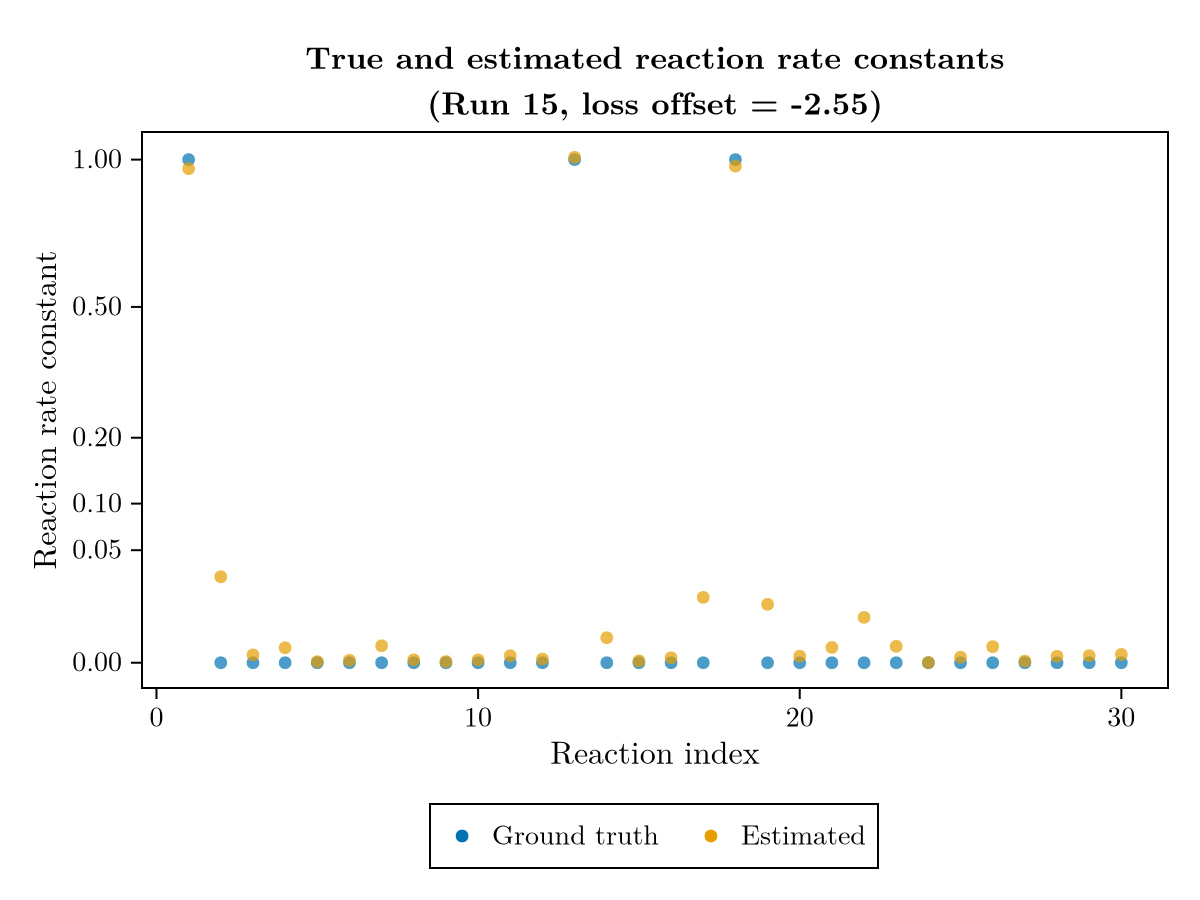 True and estimated reaction rate constants
(Run 15, loss offset = -2.55)
Reaction rate constant
1.00
0.50
0.20
0.10
0.05
0.00
0 10 20 30
Reaction index
Ground truth Estimated